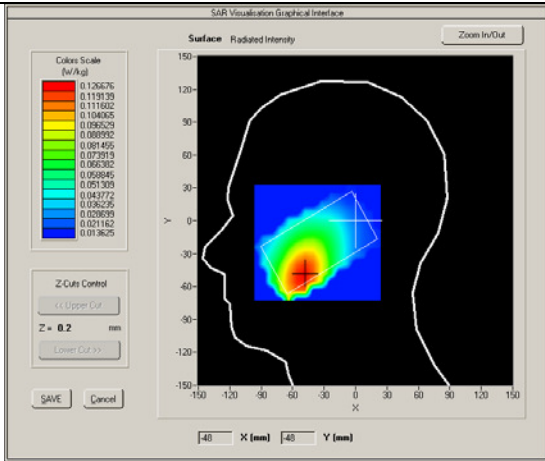 SAR Visualisation Graphical Interface
Surface Radiated Intensity
Zoom In/Out
Colors Scale
(W/kg)
0.126676
0.119139
0.111602
0.104065
0.096529
0.088992
0.081455
0.073919
0.066382
0.058845
0.051309
0.043772
0.036235
0.028699
0.021162
0.013625
Z-Cuts Control
<< Upper Cut
Z = 0.2 mm
Lower Cut >>
SAVE Cancel
150
120
90
60
30
0
-30
-60
-90
-120
-150
Y
-150 -120 -90 -60 -30 0 30 60 90 120 150
X
-48 X (mm) -48 Y (mm)